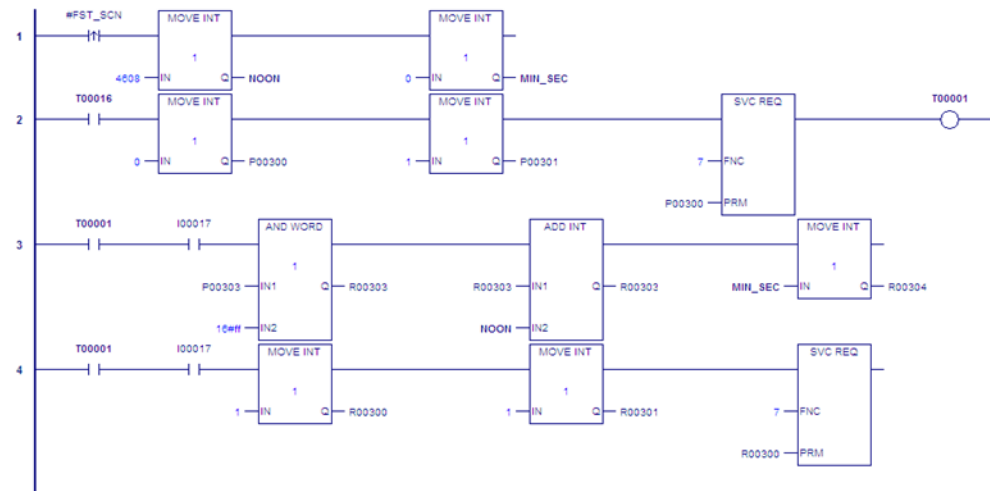 #FST_SCN MOVE INT MOVE INT
1 1 1
4608 IN Q NOON 0 IN Q MIN_SEC
T00016 MOVE INT MOVE INT SVC REQ T00001
2 1 1
0 IN Q P00300 1 IN Q P00301 7 FNC
P00300 PRM
T00001 I00017 AND WORD ADD INT MOVE INT
3 1 1
P00303 IN1 Q R00303 R00303 IN1 Q R00303 MIN_SEC IN Q R00304
16#ff IN2 NOON IN2
T00001 I00017 MOVE INT MOVE INT SVC REQ
4 1 1
1 IN Q R00300 1 IN Q R00301 7 FNC
R00300 PRM